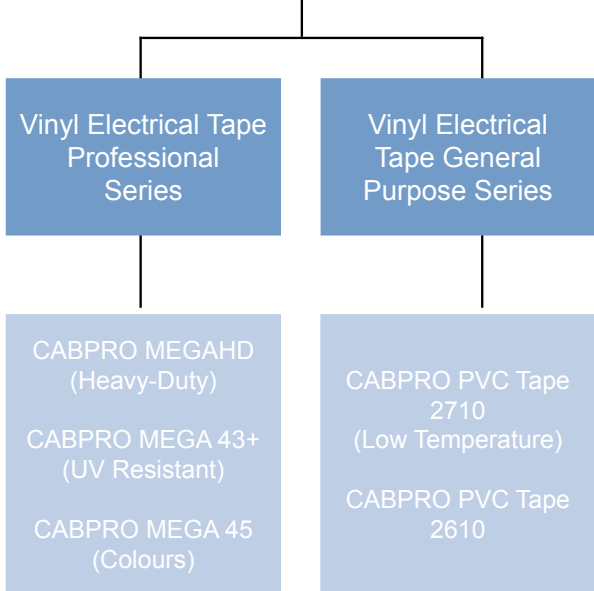 Vinyl Electrical Tape
Professional
Series
Vinyl Electrical
Tape General
Purpose Series
CABPRO MEGAHD
(Heavy-Duty)
CABPRO MEGA 43+
(UV Resistant)
CABPRO MEGA 45
(Colours)
CABPRO PVC Tape
2710
(Low Temperature)
CABPRO PVC Tape
2610